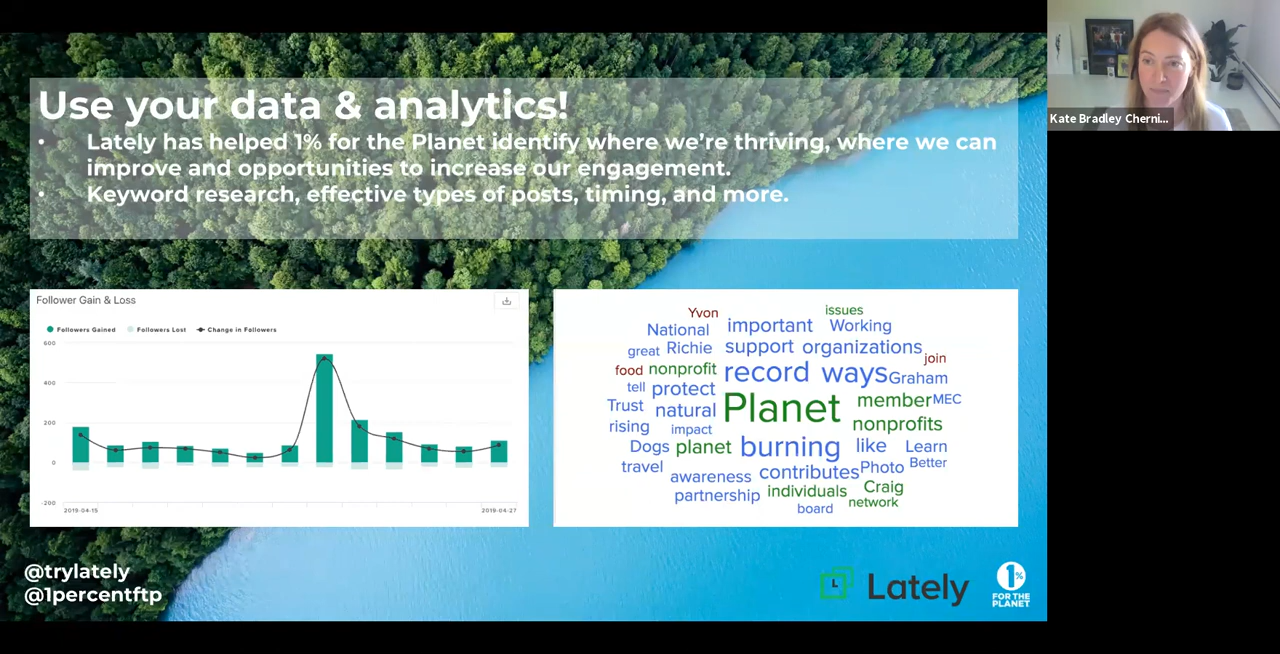 Use your data & analytics!
• Lately has helped 1% for the Planet identify where we're thriving, where we can
improve and opportunities to increase our engagement.
• Keyword research, effective types of posts, timing, and more.
Kate Bradley Cherni...
Follower Gain & Loss
Followers Gained Followers Lost Change in Followers
600
400
200
0
-200
2019-04-15 2019-04-27
Yvon issues
National important Working
great Richie support organizations
join
food nonprofit record ways Graham
tell protect
Trust natural Planet member MEC
rising impact nonprofits
Dogs planet burning like Learn
travel awareness contributes Photo Better
partnership individuals Craig
board network
@trylately
@1percentftp
L Lately
1%
FOR THE
PLANET